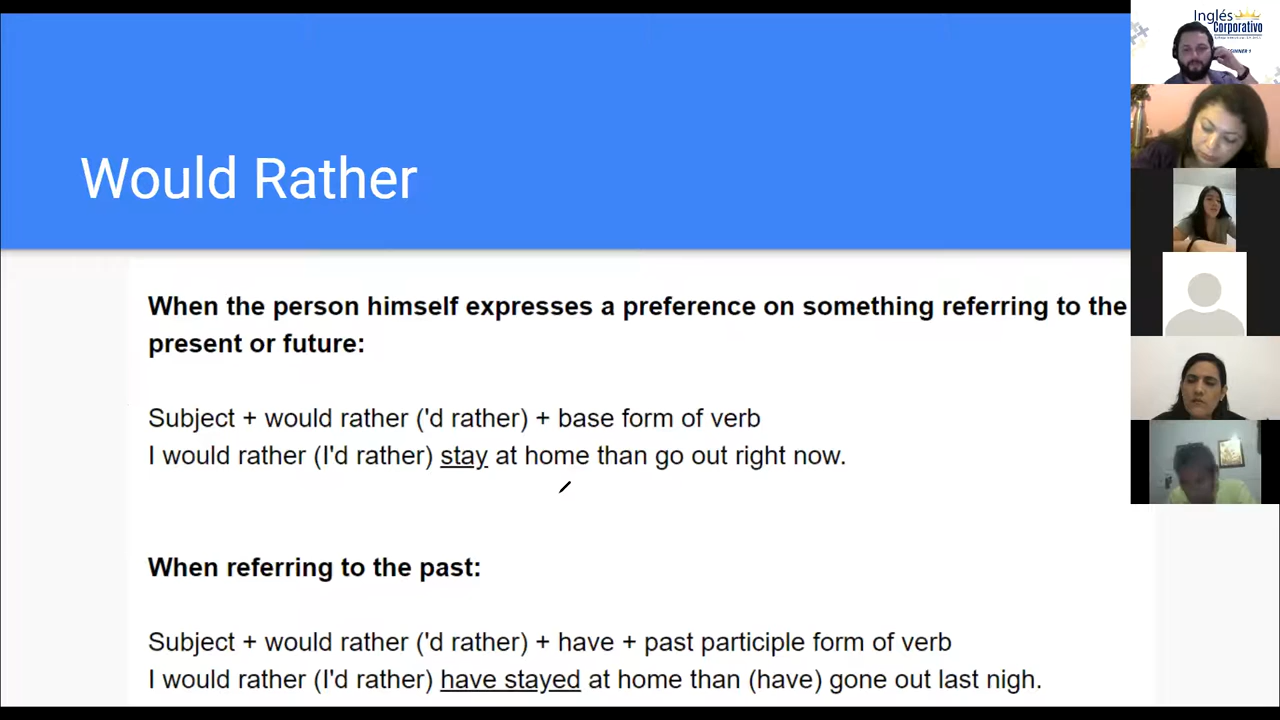 Would Rather
When the person himself expresses a preference on something referring to the
present or future:
Subject + would rather ('d rather) + base form of verb
I would rather (I'd rather) stay at home than go out right now.
When referring to the past:
Subject + would rather ('d rather) + have + past participle form of verb
I would rather (I'd rather) have stayed at home than (have) gone out last nigh.
Inglés
Corporativo